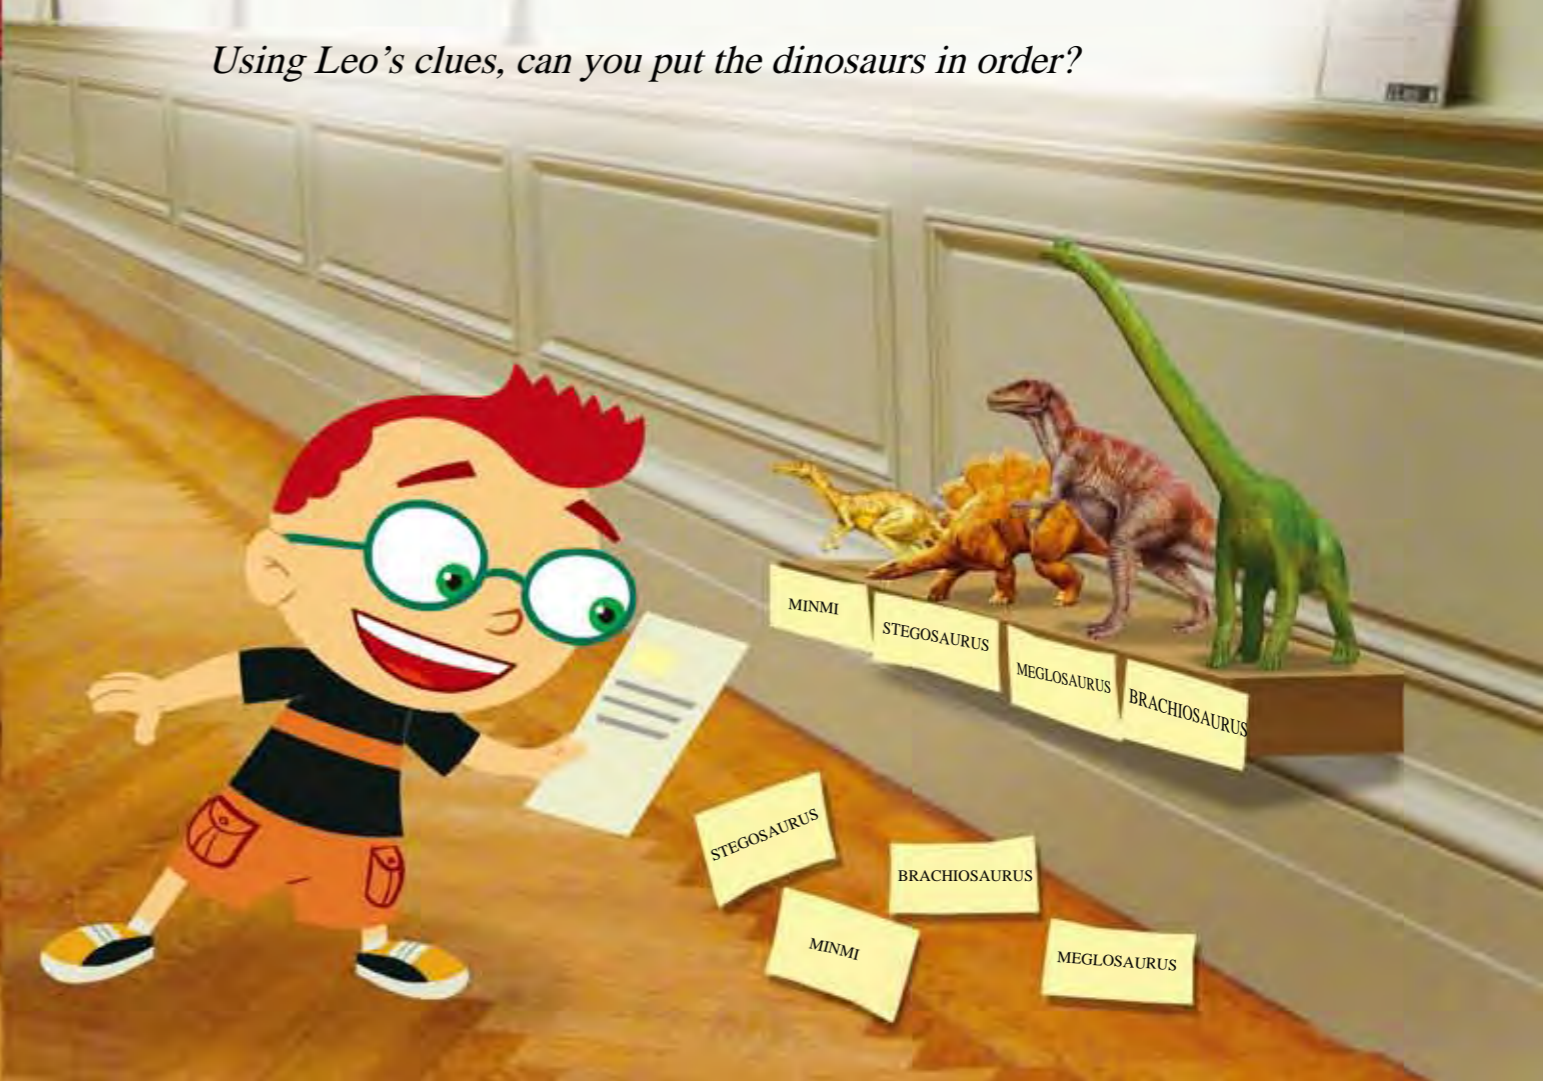 Using Leo's clues, can you put the dinosaurs in order?
MINMI
STEGOSAURUS
MEGLOSAURUS
BRACHIOSAURUS
STEGOSAURUS
BRACHIOSAURUS
MINMI
MEGLOSAURUS